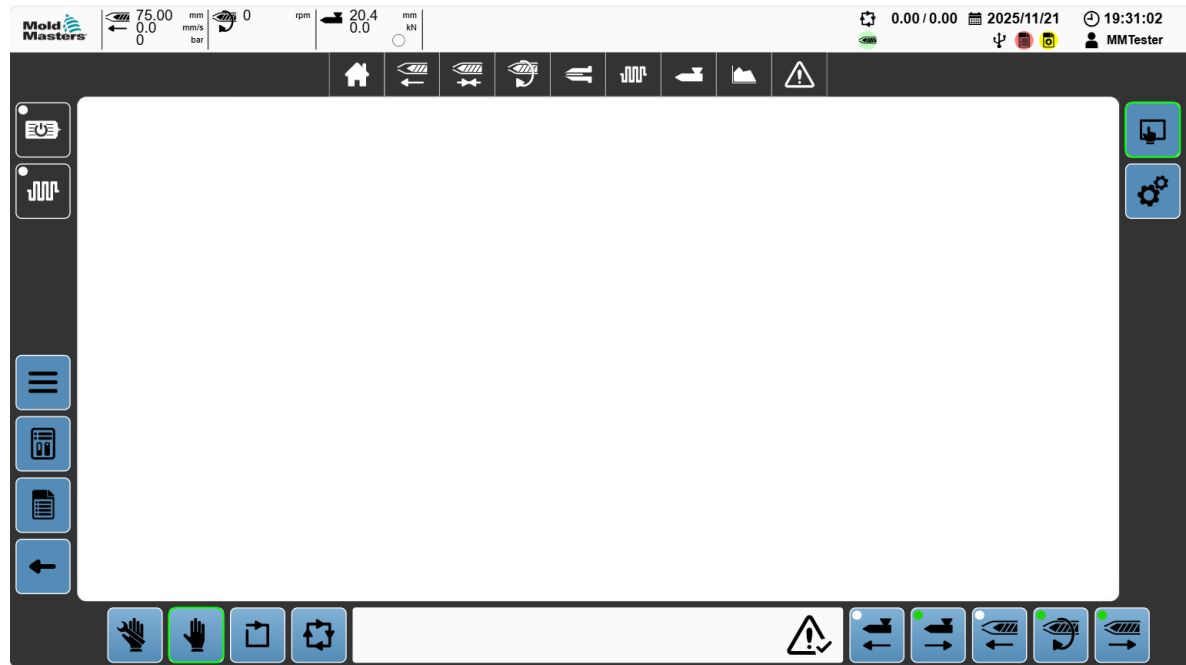 Mold
Masters
75.00 mm
0.0 mm/s
0 bar
0 rpm
20.4 mm
0.0 kN
0.00 / 0.00
2025/11/21
19:31:02
MMTester